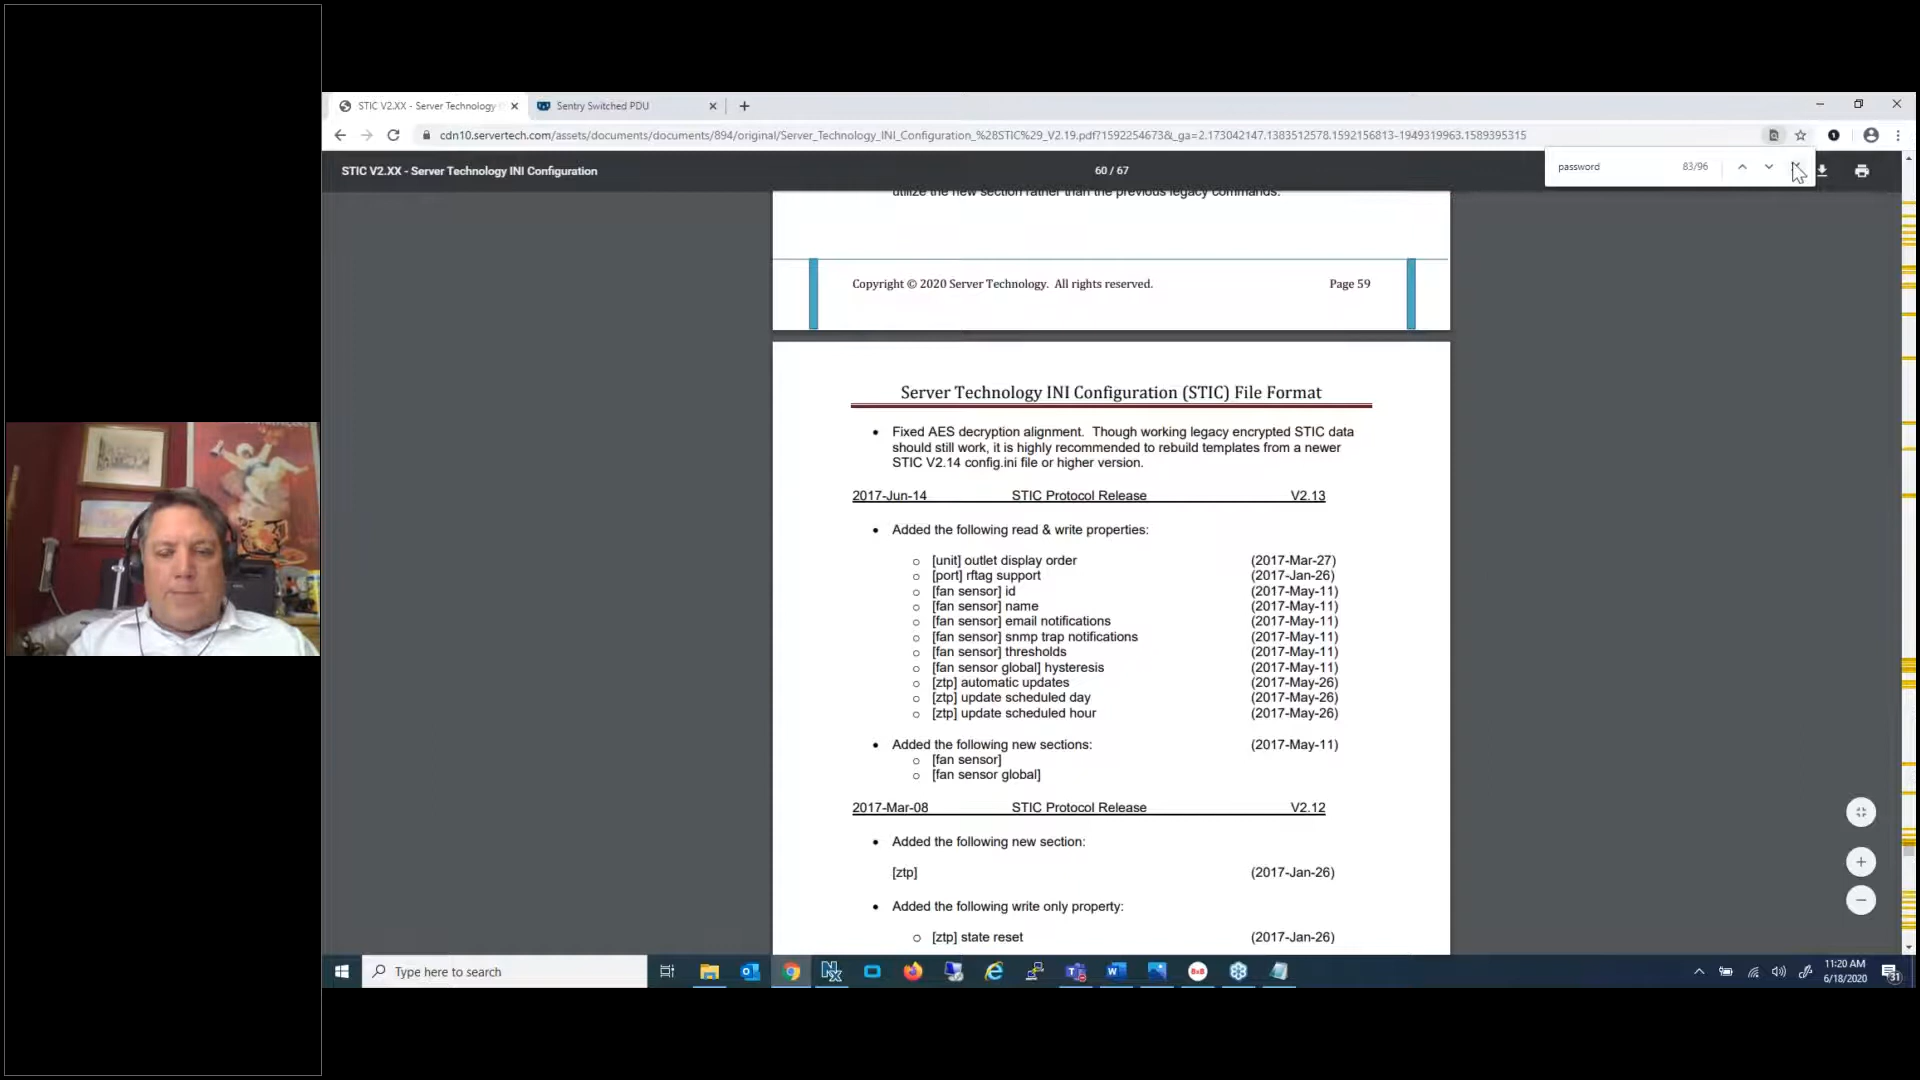 STIC V2.XX - Server Technology
Sentry Switched PDU
cdn10.servertech.com/assets/documents/documents/894/original/Server_Technology_INI_Configuration_%28STIC%29_V2.19.pdf?1592254673&_ga=2.173042147.1383512578.1592156813-1949319963.1589395315
STIC V2.XX - Server Technology INI Configuration
60 / 67
password
83/96
utilize the new section rather than the previous legacy commands.
Copyright © 2020 Server Technology. All rights reserved. Page 59
Server Technology INI Configuration (STIC) File Format
• Fixed AES decryption alignment. Though working legacy encrypted STIC data
should still work, it is highly recommended to rebuild templates from a newer
STIC V2.14 config.ini file or higher version.
2017-Jun-14 STIC Protocol Release V2.13
• Added the following read & write properties:
o [unit] outlet display order (2017-Mar-27)
o [port] rftag support (2017-Jan-26)
o [fan sensor] id (2017-May-11)
o [fan sensor] name (2017-May-11)
o [fan sensor] email notifications (2017-May-11)
o [fan sensor] snmp trap notifications (2017-May-11)
o [fan sensor] thresholds (2017-May-11)
o [fan sensor global] hysteresis (2017-May-11)
o [ztp] automatic updates (2017-May-26)
o [ztp] update scheduled day (2017-May-26)
o [ztp] update scheduled hour (2017-May-26)
• Added the following new sections: (2017-May-11)
o [fan sensor]
o [fan sensor global]
2017-Mar-08 STIC Protocol Release V2.12
• Added the following new section:
[ztp] (2017-Jan-26)
• Added the following write only property:
o [ztp] state reset (2017-Jan-26)
Type here to search
11:20 AM
6/18/2020
31